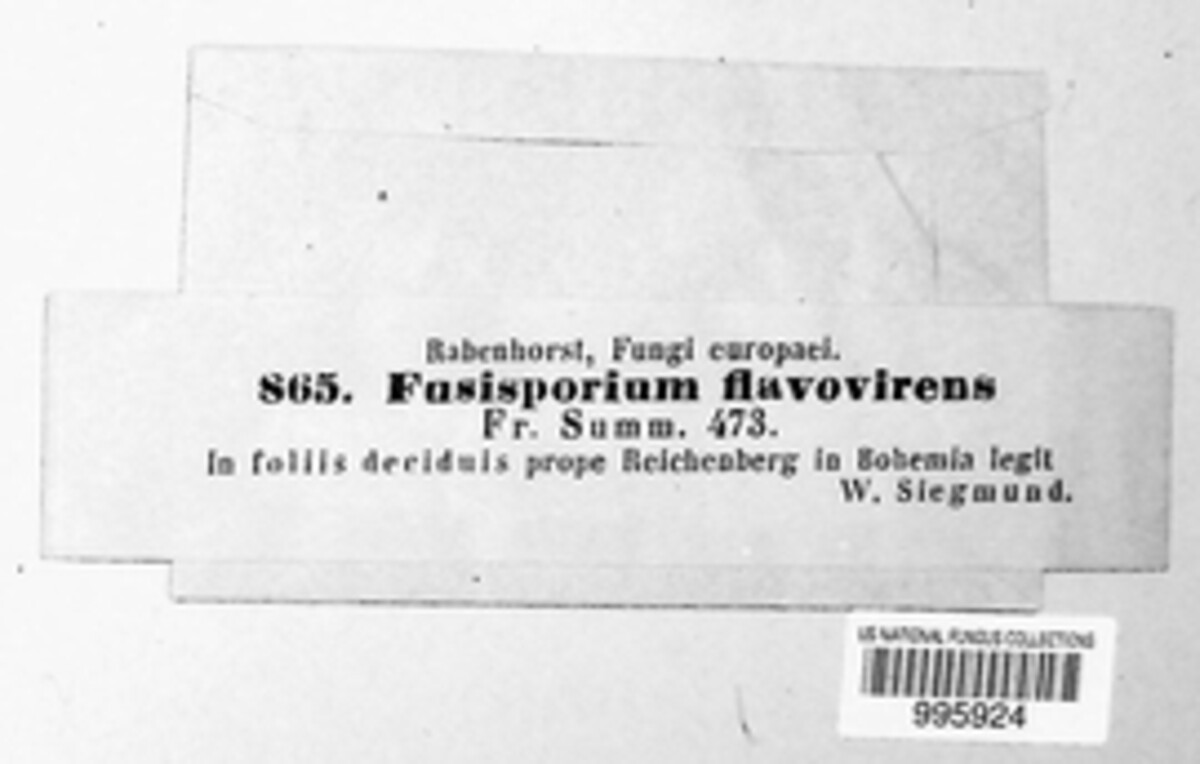 Rabenhorst, Fungi europaei.
865. Fusisporium flavovirens
Fr. Summ. 473.
In foliis deciduis prope Reichenberg in Bohemia legit
W. Siegmund.
US NATIONAL FUNGUS COLLECTIONS
995924